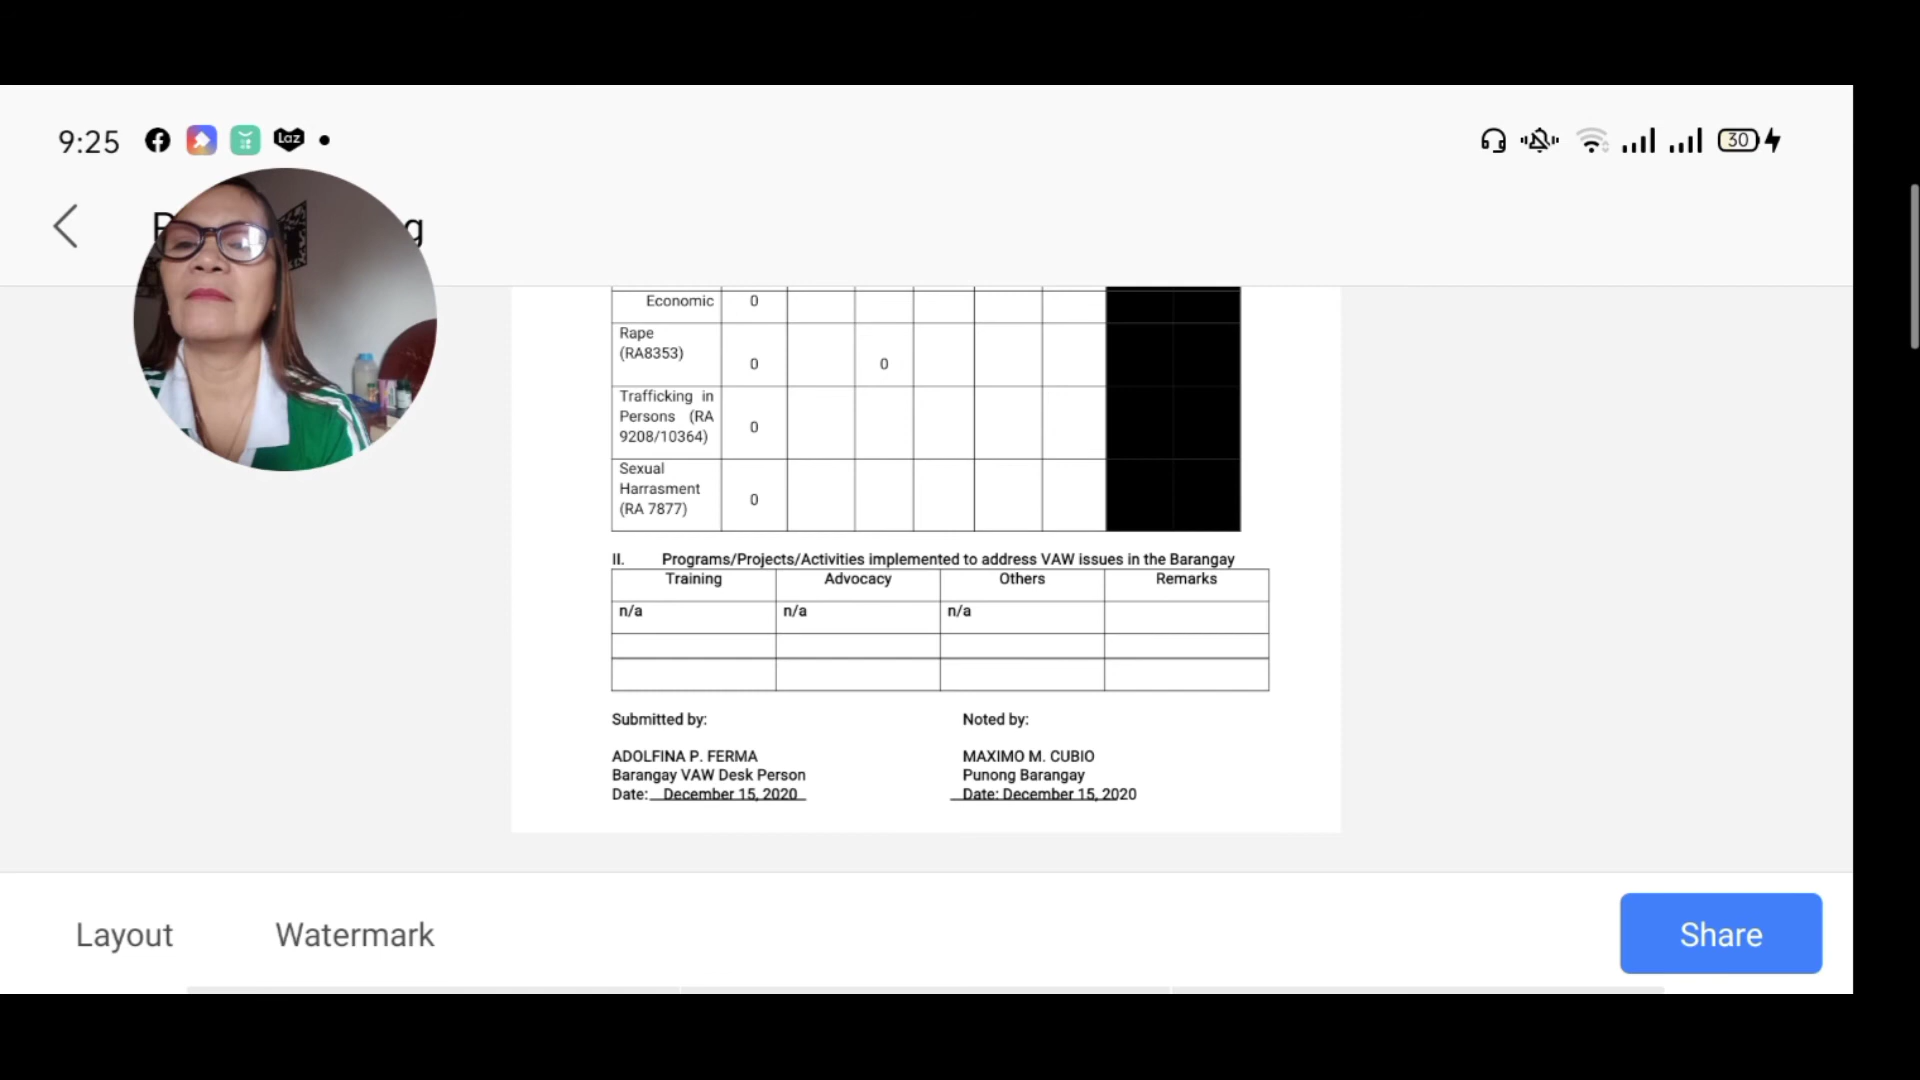 9:25
Laz
30
Economic 0
Rape
(RA8353)
0 0
Trafficking in
Persons (RA
9208/10364)
0
Sexual
Harrasment
(RA 7877)
0
II. Programs/Projects/Activities implemented to address VAW issues in the Barangay
Training Advocacy Others Remarks
n/a n/a n/a
Submitted by: Noted by:
ADOLFINA P. FERMA MAXIMO M. CUBIO
Barangay VAW Desk Person Punong Barangay
Date: December 15, 2020 Date: December 15, 2020
Layout Watermark Share